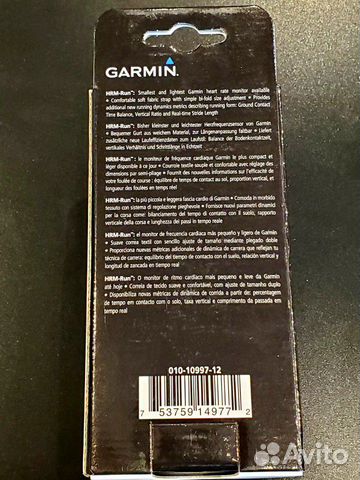 GARMIN
HRM-Run™: Smallest and lightest Garmin heart rate monitor available
• Comfortable soft fabric strap with simple bi-fold size adjustment • Provides
additional new running dynamics metrics describing running form: Ground Contact
Time Balance, Vertical Ratio and Real-time Stride Length
HRM-Run™: Bisher kleinster und leichtester Herzfrequenzsensor von Garmin
• Bequemer Gurt aus weichem Material, zur Längenanpassung faltbar • Liefert
zusätzliche neue Laufeffizienzdaten zum Laufstil: Balance der Bodenkontaktzeit,
vertikales Verhältnis und Schrittlänge in Echtzeit
HRM-Run™: le moniteur de fréquence cardiaque Garmin le plus compact et
léger disponible à ce jour • Courroie textile souple et confortable avec réglage des
dimensions par semi-pliage • Fournit des nouvelles informations supplémentaires
de votre foulée de course : équilibre de temps de contact au sol, proportion verticale, et
longueur des foulées en temps réel
HRM-Run™: la più piccola e leggera fascia cardio di Garmin • Comoda in morbido
tessuto con sistema di regolazione pieghevole • Fornisce nuovi parametri dinamici
per la corsa come: bilanciamento del tempo di contatto con il suolo, rapporto
verticale e la lunghezza del passo in tempo reale
HRM-Run™: el monitor de frecuencia cardiaca más pequeño y ligero de Garmin
• Suave correa textil con sencillo ajuste de tamaño mediante plegado doble
• Proporciona nuevas métricas adicionales de dinámica de carrera que describen la
técnica de carrera: equilibrio del tiempo de contacto con el suelo, relación vertical y
longitud de zancada en tiempo real
HRM-Run™: O monitor de ritmo cardíaco mais pequeno e leve da Garmin
até hoje • Correia de tecido suave e confortável, com ajuste de tamanho duplo
• Disponibiliza novas métricas de dinâmica de corrida a partir de: percentagem
de tempo em contacto com o solo, taxa vertical e comprimento da passada em
tempo real
010-10997-12
7 53759 14977 2
Avito